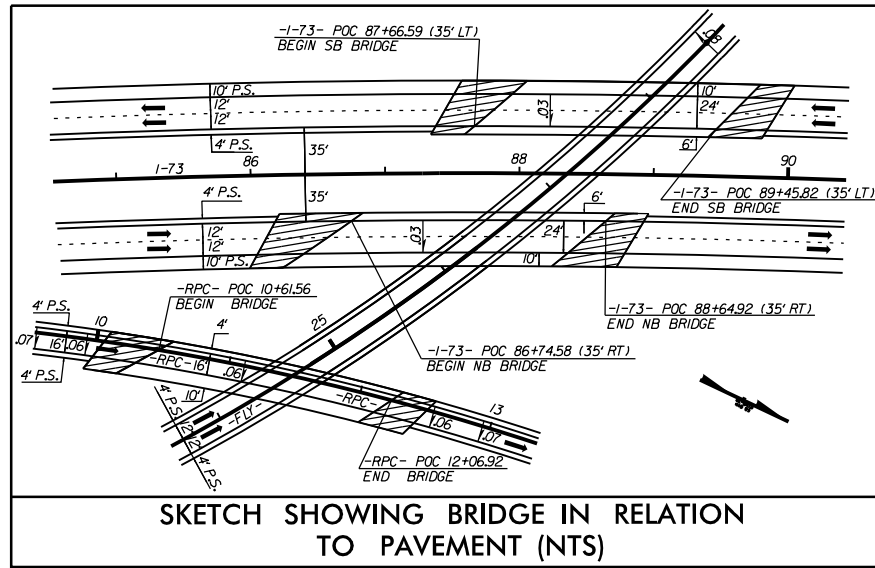 -I-73- POC 87+66.59 (35' LT)
BEGIN SB BRIDGE
.08
10' P.S.
12'
12'
4' P.S.
.03
10'
24'
6'
35'
86
88
90
I-73
35'
4' P.S.
-I-73- POC 89+45.82 (35' LT)
END SB BRIDGE
12'
12'
10' P.S.
.03
6'
24'
10'
-RPC- POC 10+61.56
BEGIN BRIDGE
-I-73- POC 88+64.92 (35' RT)
END NB BRIDGE
4' P.S.
10
4'
25
.07
16'
.06
-RPC-
16'
.06
-I-73- POC 86+74.58 (35' RT)
BEGIN NB BRIDGE
4' P.S.
10'
-RPC-
13
4' P.S.
12'
12'
4' P.S.
-FLY-
.06
.07
-RPC- POC 12+06.92
END BRIDGE
SKETCH SHOWING BRIDGE IN RELATION
TO PAVEMENT (NTS)